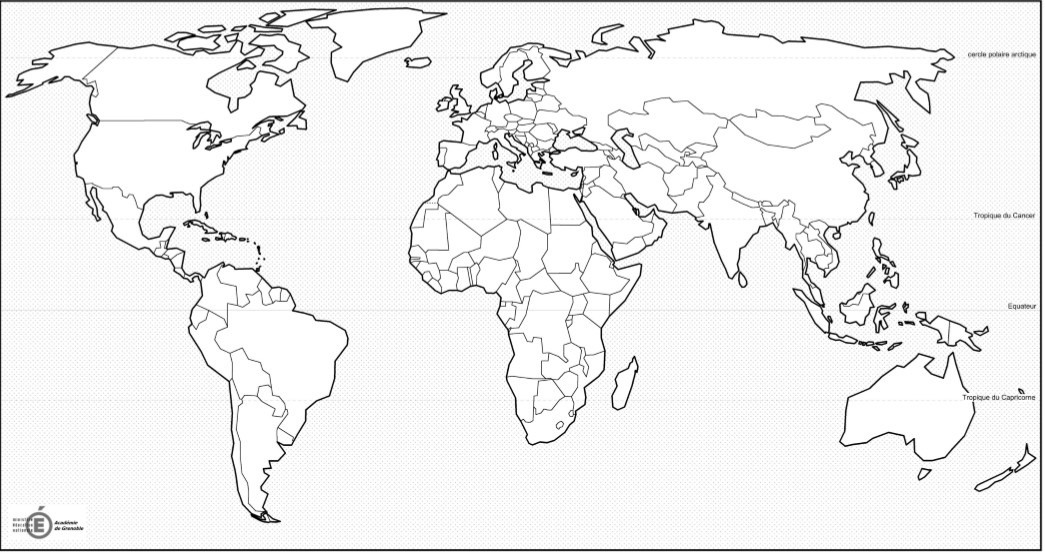 cercle polaire arctique
Tropique du Cancer
Equateur
Tropique du Capricorne
É
Académie
de Grenoble